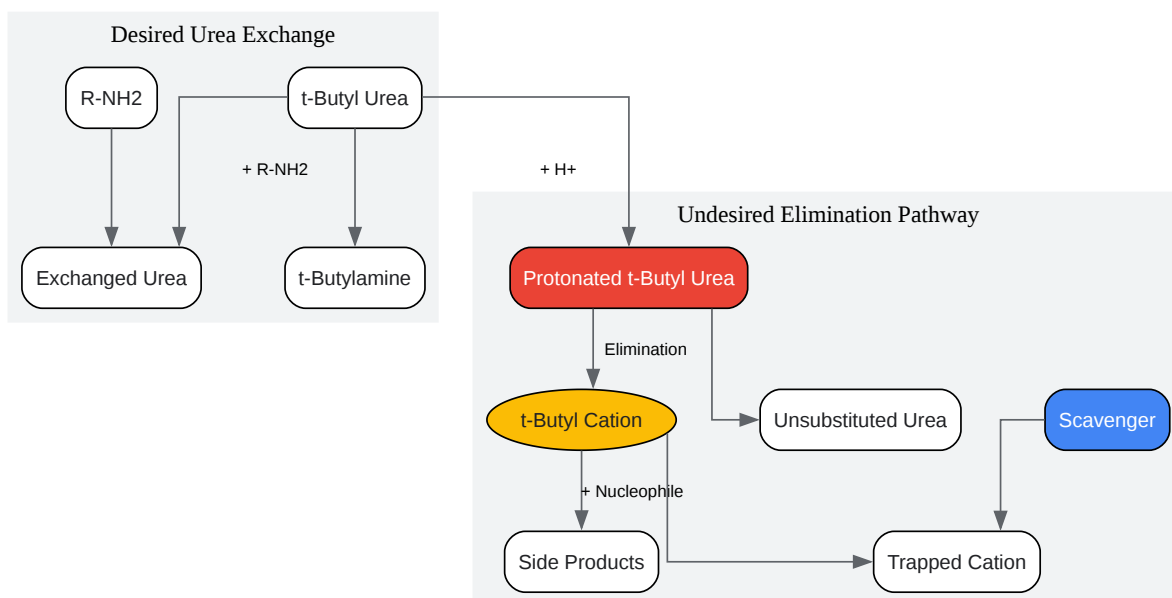 Desired Urea Exchange
R-NH2
t-Butyl Urea
+ R-NH2
+ H+
Exchanged Urea
t-Butylamine
Undesired Elimination Pathway
Protonated t-Butyl Urea
Elimination
t-Butyl Cation
Unsubstituted Urea
Scavenger
+ Nucleophile
Side Products
Trapped Cation